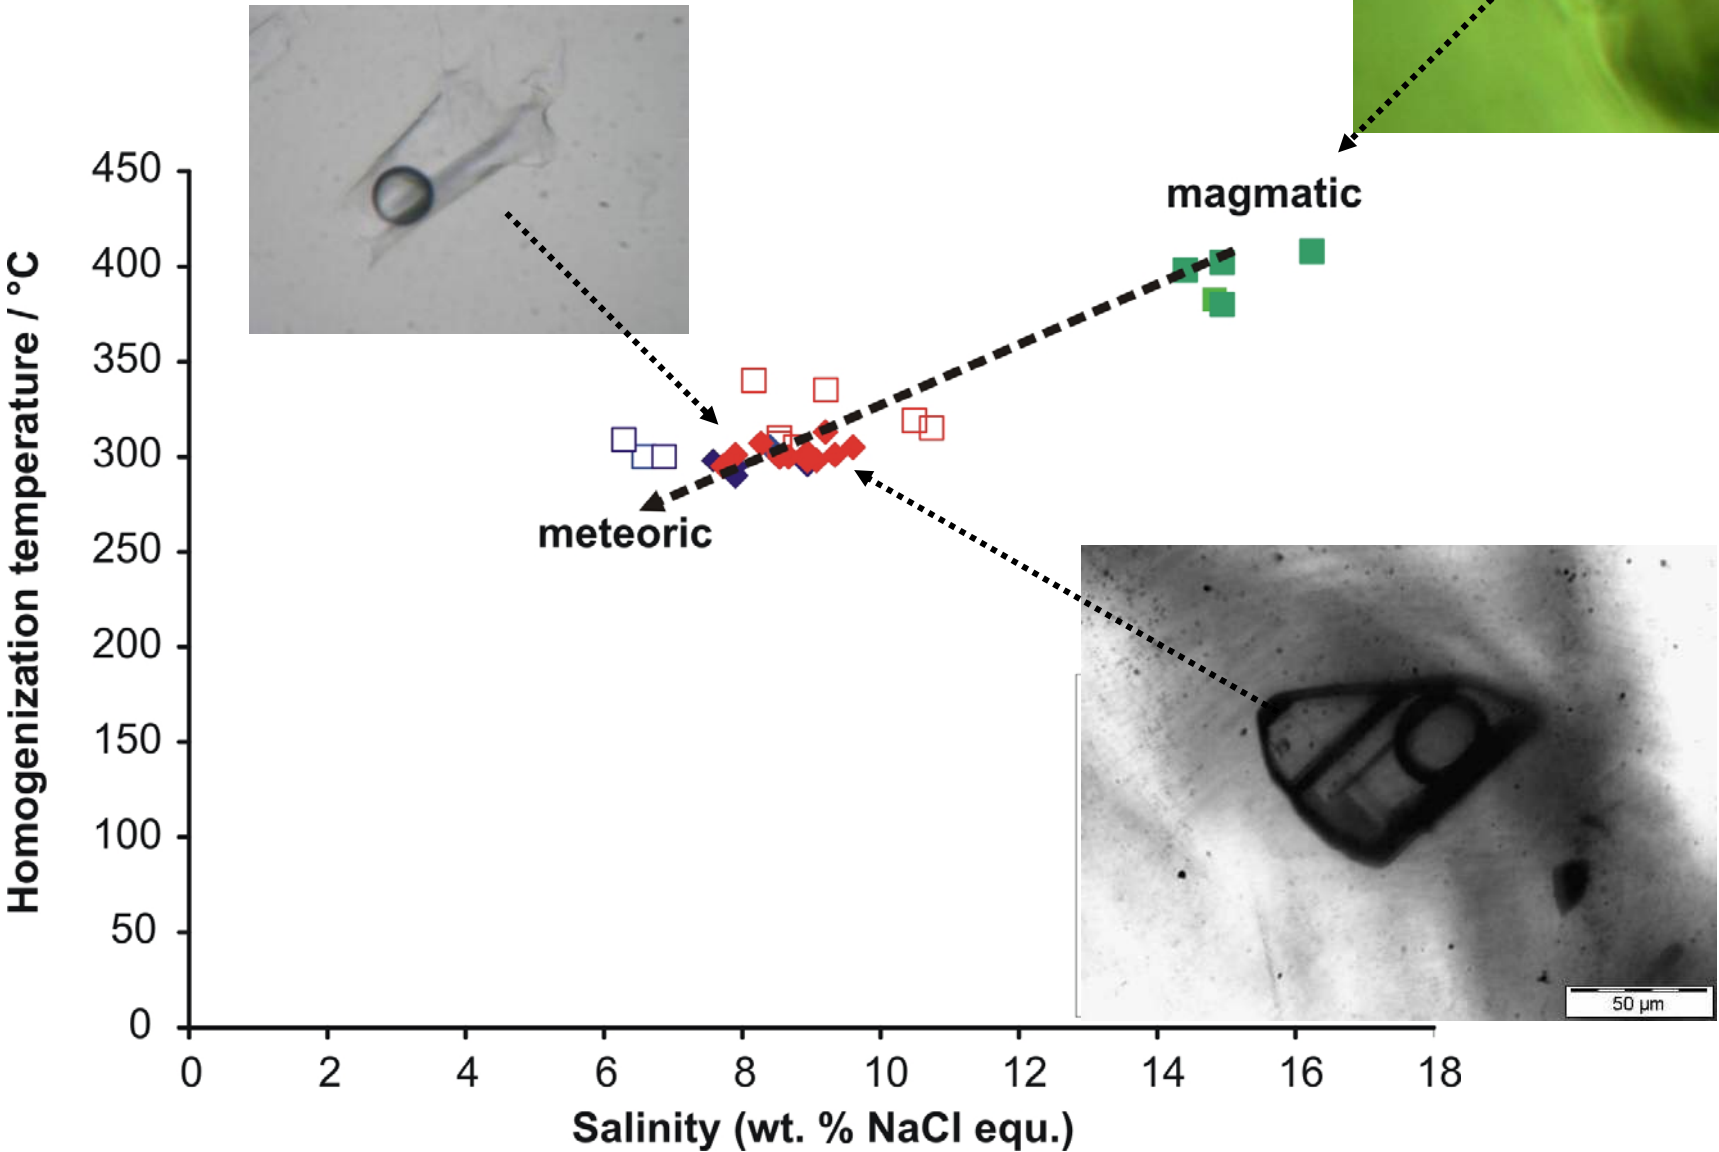 450
magmatic
400
350
300
meteoric
250
200
150
100
50
0
Homogenization temperature / °C
50 µm
0 2 4 6 8 10 12 14 16 18
Salinity (wt. % NaCl equ.)